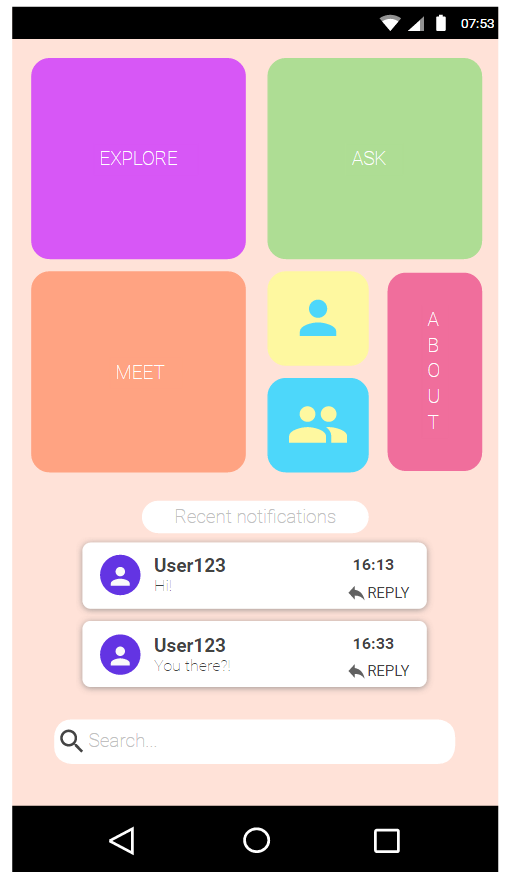 07:53
EXPLORE
ASK
MEET
A
B
O
U
T
Recent notifications
User123
16:13
Hi!
REPLY
User123
16:33
You there?!
REPLY
Search...